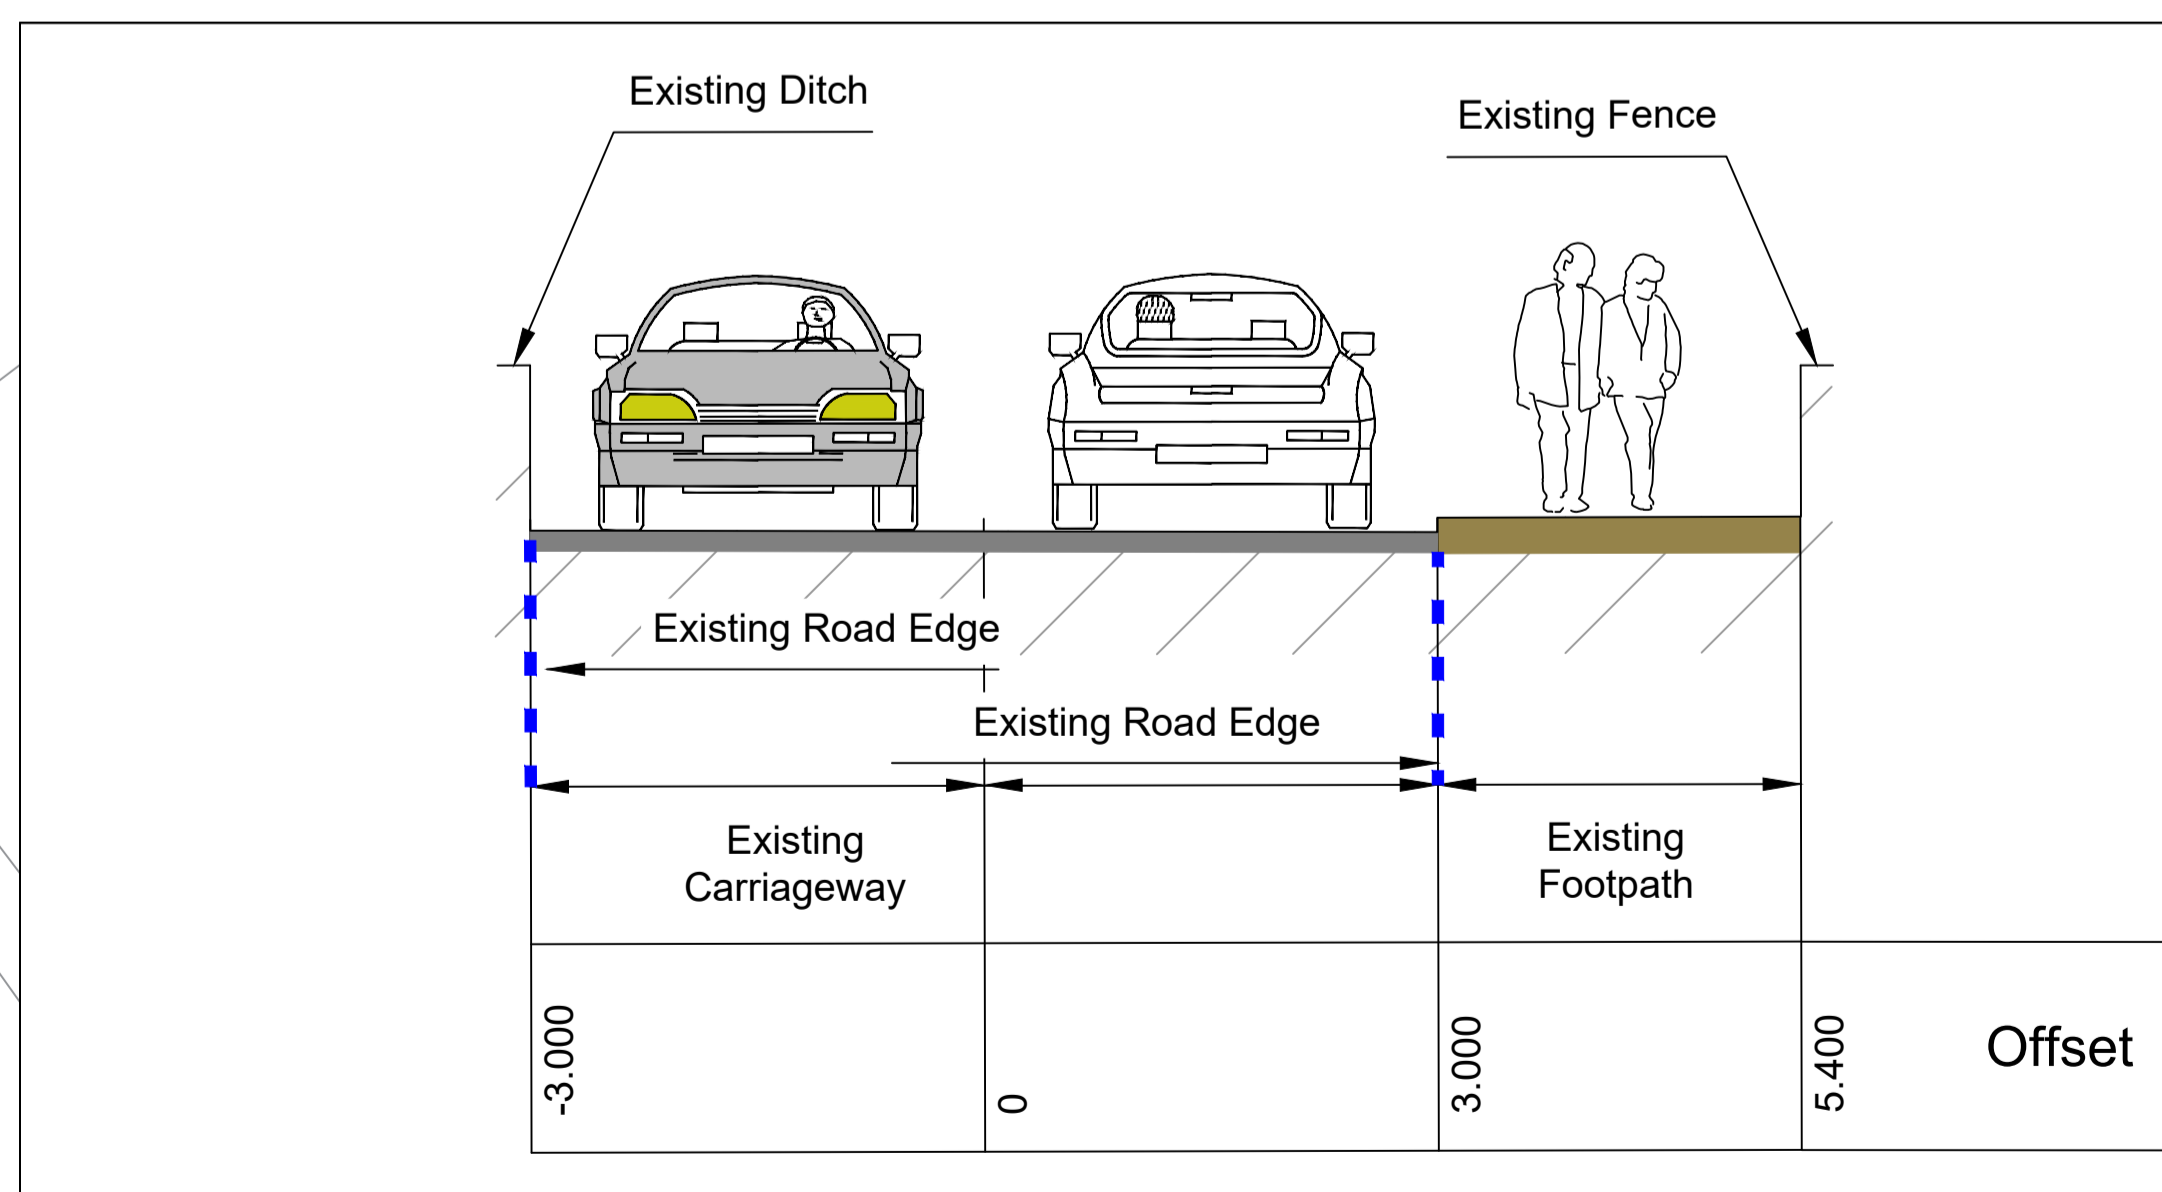 Existing Ditch
Existing Fence
Existing Road Edge
Existing Road Edge
Existing
Carriageway
Existing
Footpath
-3.000
0
3.000
5.400
Offset